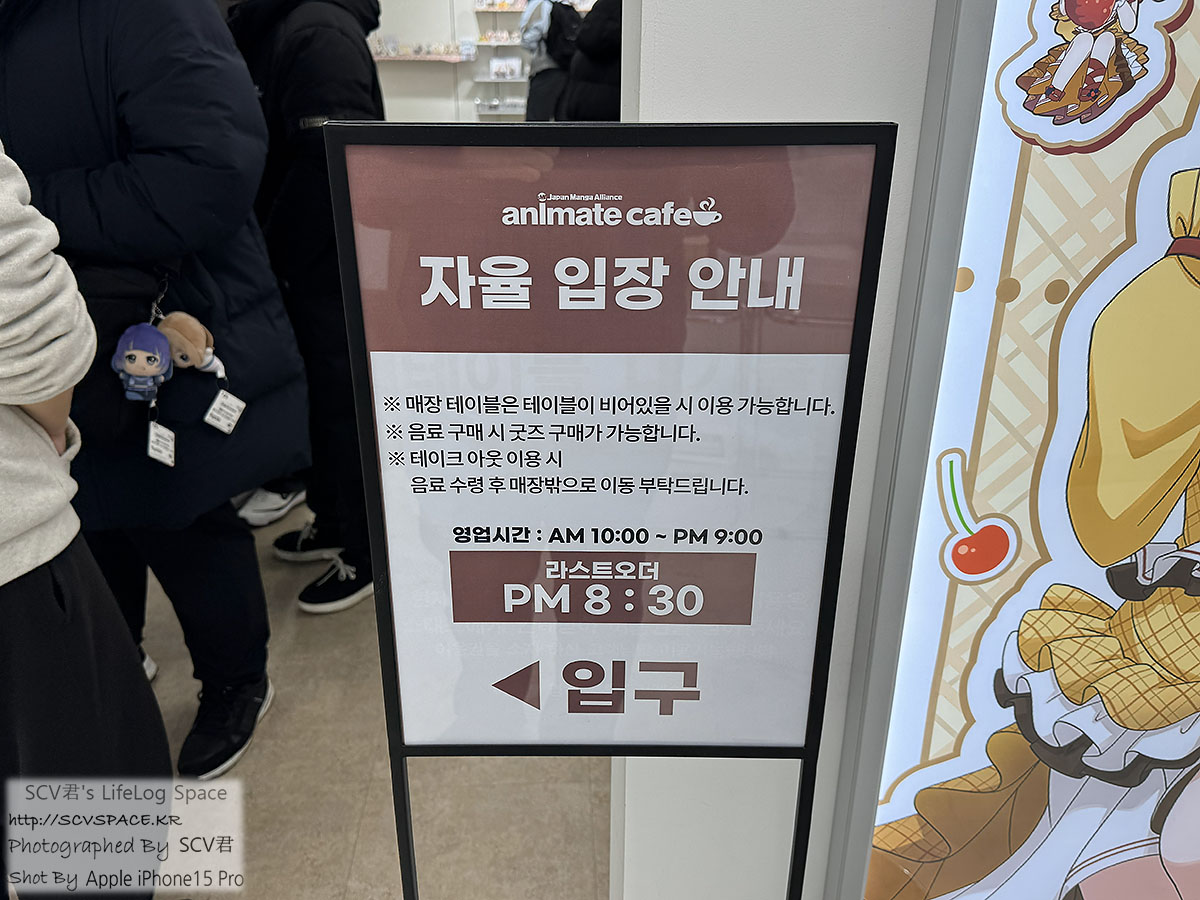 Japan Manga Alliance
anImate cafe
자율 입장 안내
※ 매장 테이블은 테이블이 비어있을 시 이용 가능합니다.
※ 음료 구매 시 굿즈 구매가 가능합니다.
※ 테이크 아웃 이용 시
음료 수령 후 매장밖으로 이동 부탁드립니다.
영업시간 : AM 10:00 ~ PM 9:00
라스트오더
PM 8 : 30
◀입구
SCV君's LifeLog Space
http://SCVSPACE.KR
Photographed By SCV君
Shot By Apple iPhone15 Pro